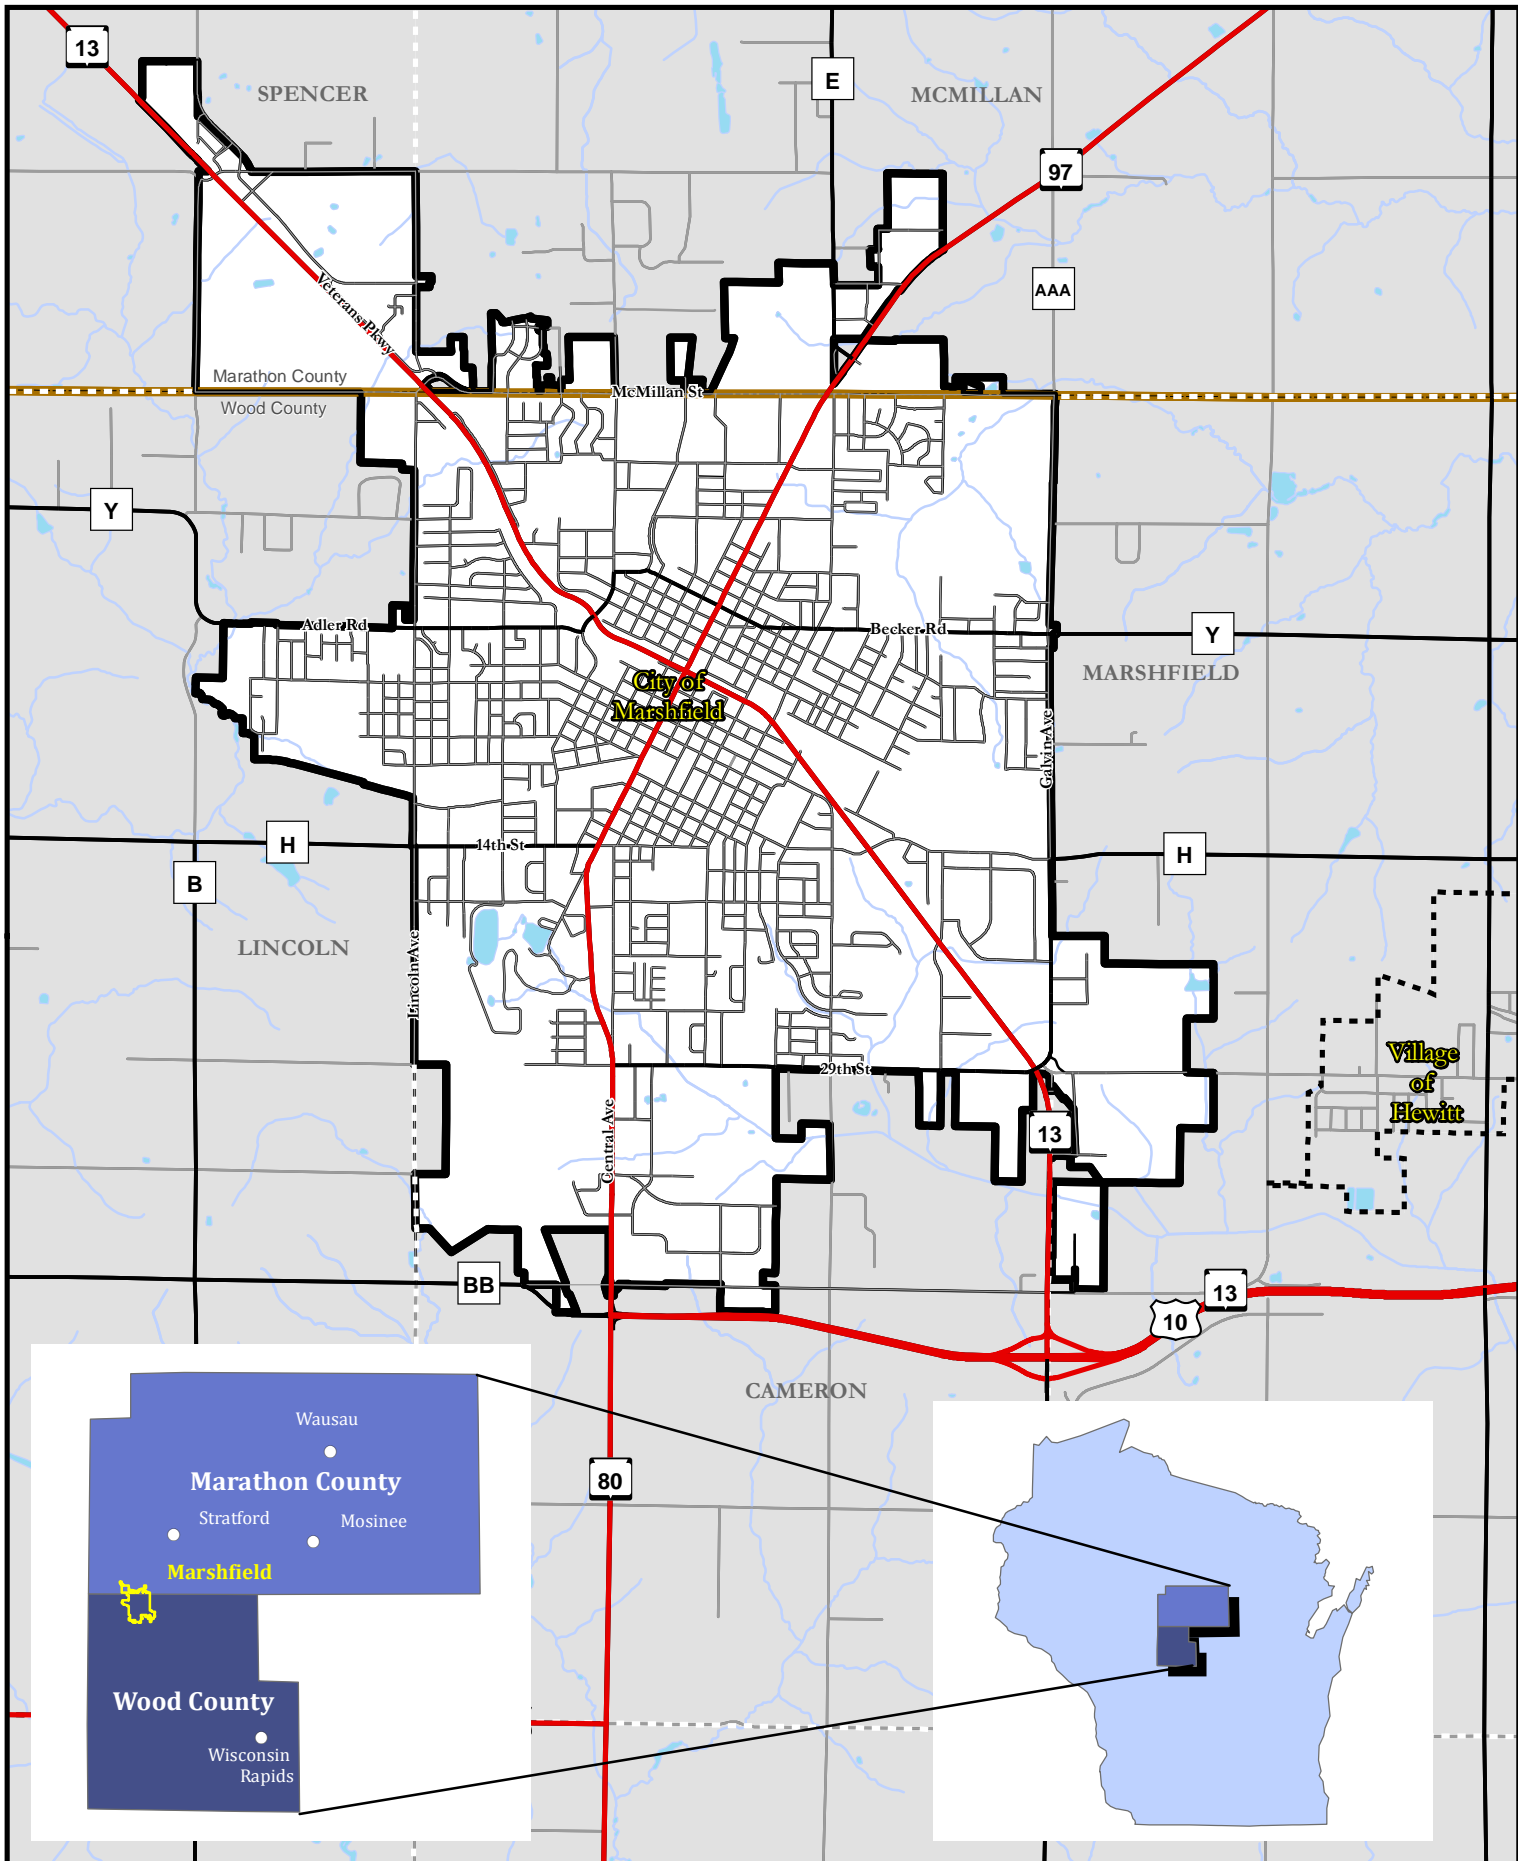 13
SPENCER
E
MCMILLAN
97
AAA
Veterans Pkwy
Marathon County
McMillan St
Wood County
Y
Adler Rd
Becker Rd
Y
City of
Marshfield
MARSHFIELD
Galvin Ave
H
14th St
H
B
LINCOLN
Lincoln Ave
29th St
Village
of
Hewitt
Central Ave
13
BB
13
10
CAMERON
Wausau
Marathon County
80
Stratford
Mosinee
Marshfield
Wood County
Wisconsin
Rapids